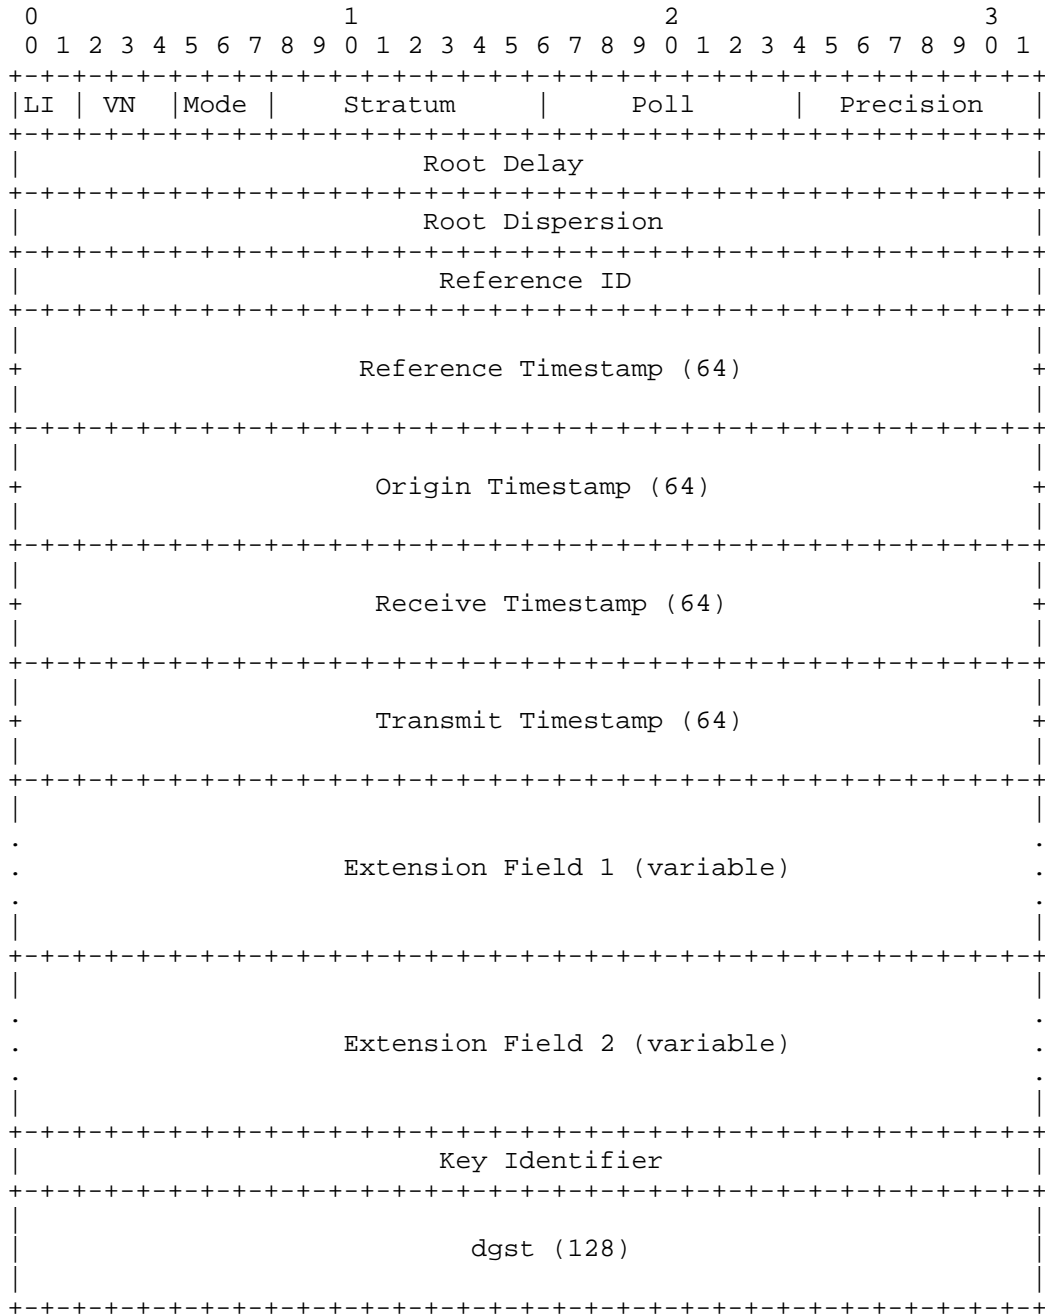 0                   1                   2                   3
0 1 2 3 4 5 6 7 8 9 0 1 2 3 4 5 6 7 8 9 0 1 2 3 4 5 6 7 8 9 0 1
+-+-+-+-+-+-+-+-+-+-+-+-+-+-+-+-+-+-+-+-+-+-+-+-+-+-+-+-+-+-+-+-+
|LI | VN  |Mode |    Stratum     |     Poll      |  Precision   |
+-+-+-+-+-+-+-+-+-+-+-+-+-+-+-+-+-+-+-+-+-+-+-+-+-+-+-+-+-+-+-+-+
|                         Root Delay                            |
+-+-+-+-+-+-+-+-+-+-+-+-+-+-+-+-+-+-+-+-+-+-+-+-+-+-+-+-+-+-+-+-+
|                         Root Dispersion                       |
+-+-+-+-+-+-+-+-+-+-+-+-+-+-+-+-+-+-+-+-+-+-+-+-+-+-+-+-+-+-+-+-+
|                          Reference ID                         |
+-+-+-+-+-+-+-+-+-+-+-+-+-+-+-+-+-+-+-+-+-+-+-+-+-+-+-+-+-+-+-+-+
|                                                               |
+                     Reference Timestamp (64)                  +
|                                                               |
+-+-+-+-+-+-+-+-+-+-+-+-+-+-+-+-+-+-+-+-+-+-+-+-+-+-+-+-+-+-+-+-+
|                                                               |
+                      Origin Timestamp (64)                    +
|                                                               |
+-+-+-+-+-+-+-+-+-+-+-+-+-+-+-+-+-+-+-+-+-+-+-+-+-+-+-+-+-+-+-+-+
|                                                               |
+                      Receive Timestamp (64)                   +
|                                                               |
+-+-+-+-+-+-+-+-+-+-+-+-+-+-+-+-+-+-+-+-+-+-+-+-+-+-+-+-+-+-+-+-+
|                                                               |
+                      Transmit Timestamp (64)                  +
|                                                               |
+-+-+-+-+-+-+-+-+-+-+-+-+-+-+-+-+-+-+-+-+-+-+-+-+-+-+-+-+-+-+-+-+
|                                                               |
.                                                               .
.                    Extension Field 1 (variable)               .
.                                                               .
|                                                               |
+-+-+-+-+-+-+-+-+-+-+-+-+-+-+-+-+-+-+-+-+-+-+-+-+-+-+-+-+-+-+-+-+
|                                                               |
.                                                               .
.                    Extension Field 2 (variable)               .
.                                                               .
|                                                               |
+-+-+-+-+-+-+-+-+-+-+-+-+-+-+-+-+-+-+-+-+-+-+-+-+-+-+-+-+-+-+-+-+
|                          Key Identifier                       |
+-+-+-+-+-+-+-+-+-+-+-+-+-+-+-+-+-+-+-+-+-+-+-+-+-+-+-+-+-+-+-+-+
|                                                               |
|                            dgst (128)                         |
|                                                               |
+-+-+-+-+-+-+-+-+-+-+-+-+-+-+-+-+-+-+-+-+-+-+-+-+-+-+-+-+-+-+-+-+